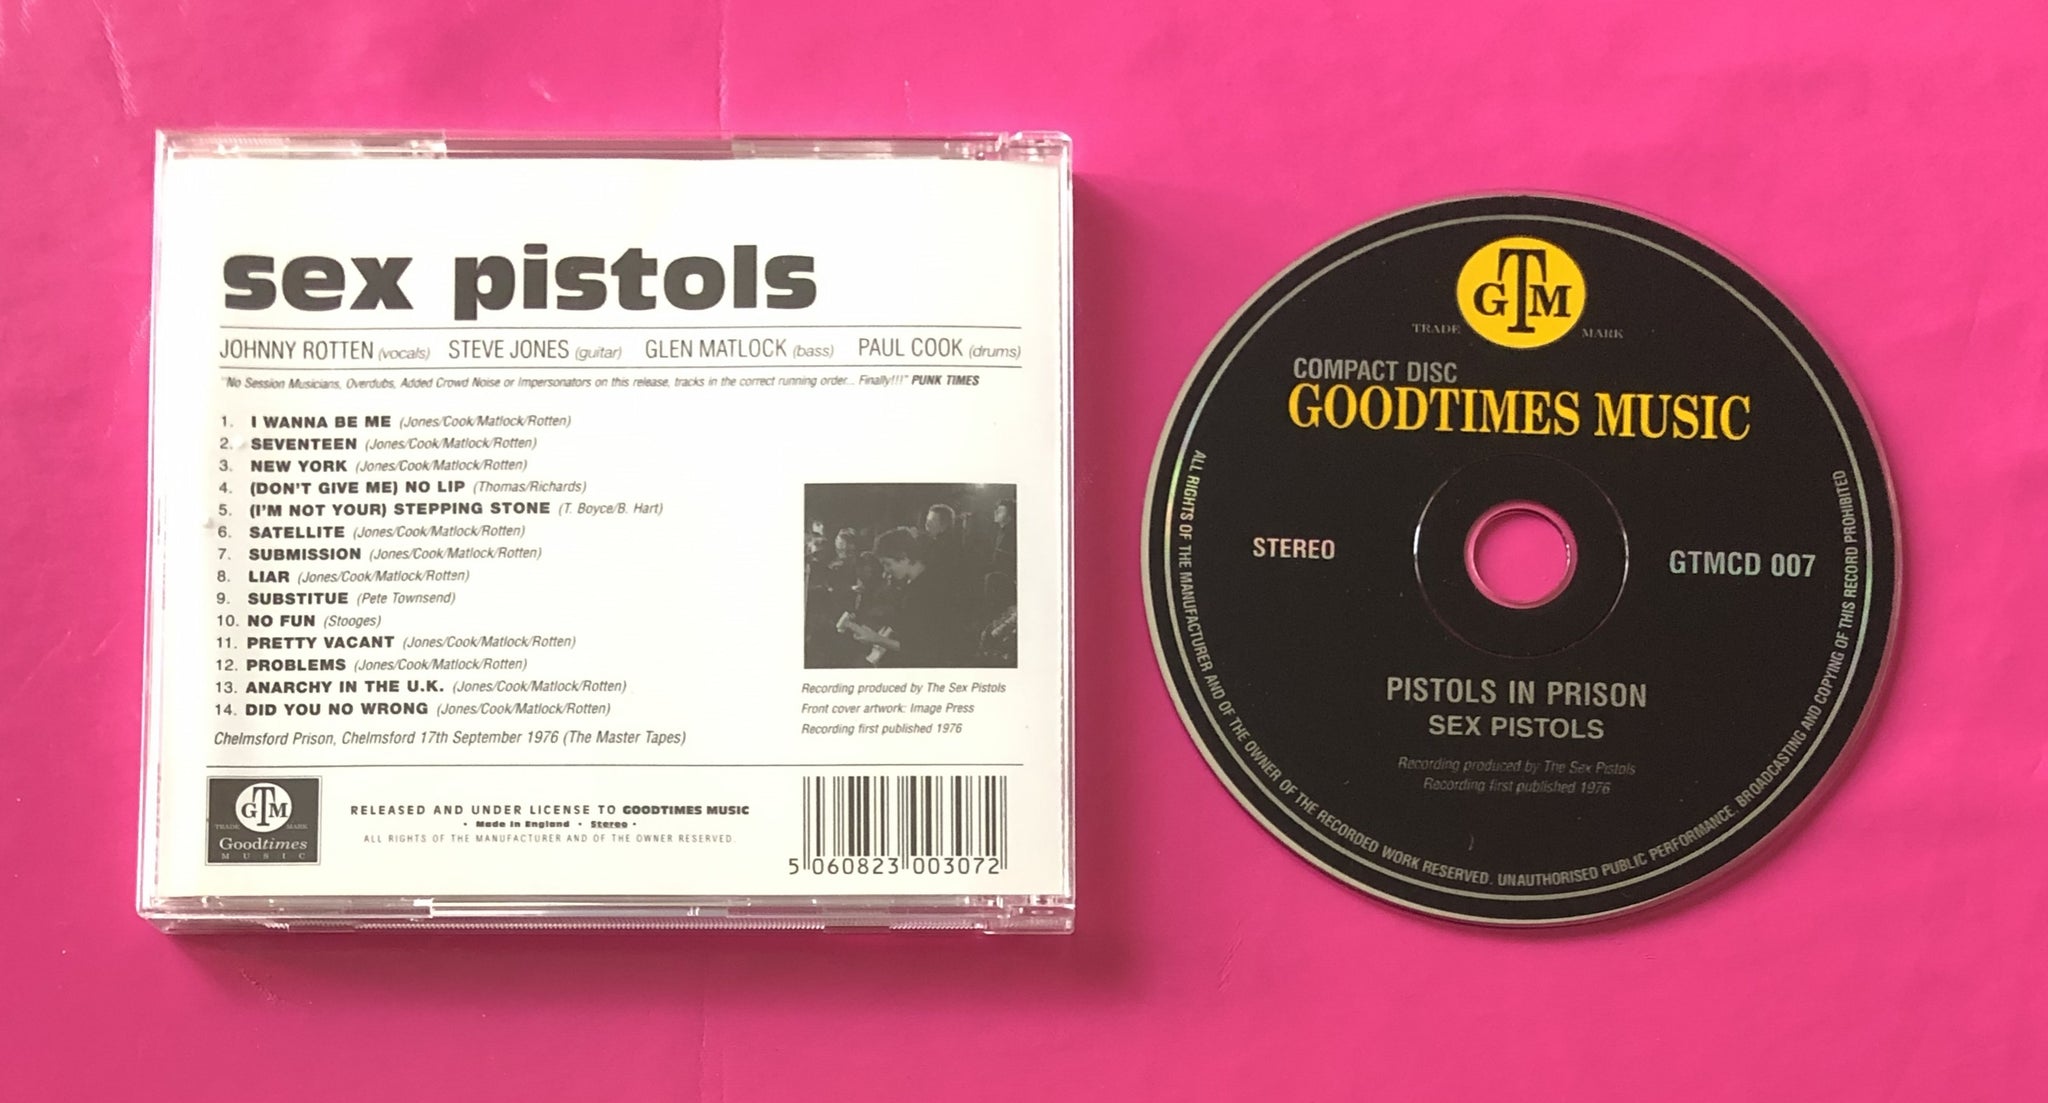 sex pistols
JOHNNY ROTTEN (vocals) STEVE JONES (guitar) GLEN MATLOCK (bass) PAUL COOK (drums)
"No Session Musicians, Overdubs, Added Crowd Noise or Impersonators on this release, tracks in the correct running order... Finally!!!" PUNK TIMES
1. I WANNA BE ME (Jones/Cook/Matlock/Rotten)
2. SEVENTEEN (Jones/Cook/Matlock/Rotten)
3. NEW YORK (Jones/Cook/Matlock/Rotten)
4. (DON'T GIVE ME) NO LIP (Thomas/Richards)
5. (I'M NOT YOUR) STEPPING STONE (T. Boyce/B. Hart)
6. SATELLITE (Jones/Cook/Matlock/Rotten)
7. SUBMISSION (Jones/Cook/Matlock/Rotten)
8. LIAR (Jones/Cook/Matlock/Rotten)
9. SUBSTITUE (Pete Townsend)
10. NO FUN (Stooges)
11. PRETTY VACANT (Jones/Cook/Matlock/Rotten)
12. PROBLEMS (Jones/Cook/Matlock/Rotten)
13. ANARCHY IN THE U.K. (Jones/Cook/Matlock/Rotten)
14. DID YOU NO WRONG (Jones/Cook/Matlock/Rotten)
Chelmsford Prison, Chelmsford 17th September 1976 (The Master Tapes)
Recording produced by The Sex Pistols
Front cover artwork: Image Press
Recording first published 1976
GTM
TRADE MARK
Goodtimes
MUSIC
RELEASED AND UNDER LICENSE TO GOODTIMES MUSIC
• Made in England • Stereo •
ALL RIGHTS OF THE MANUFACTURER AND OF THE OWNER RESERVED.
5 060823 003072
GTM
TRADE MARK
COMPACT DISC
GOODTIMES MUSIC
STEREO
GTMCD 007
PISTOLS IN PRISON
SEX PISTOLS
Recording produced by The Sex Pistols
Recording first published 1976
ALL RIGHTS OF THE MANUFACTURER AND OF THE OWNER OF THE RECORDED WORK RESERVED. UNAUTHORISED PUBLIC PERFORMANCE. BROADCASTING AND COPYING OF THIS RECORD PROHIBITED